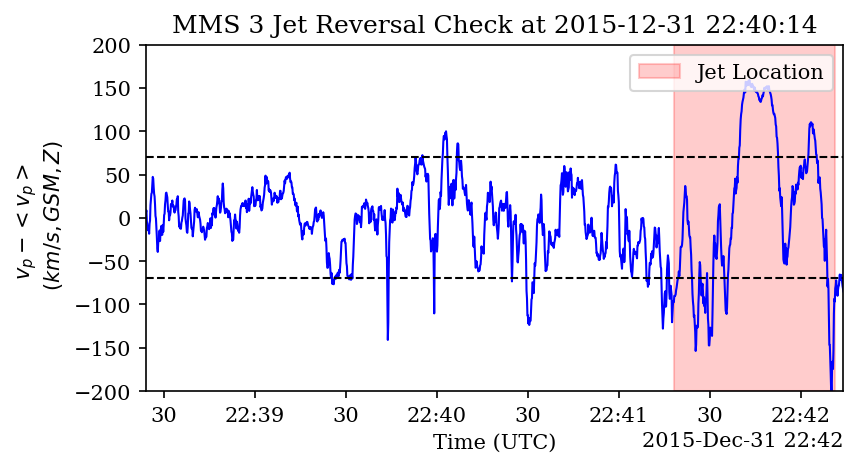 MMS 3 Jet Reversal Check at 2015-12-31 22:40:14
200
150
100
50
0
−50
−100
−150
−200
v_p − <v_p>
(km/s, GSM, Z)
Jet Location
30 22:39 30 22:40 30 22:41 30 22:42
Time (UTC)
2015-Dec-31 22:42